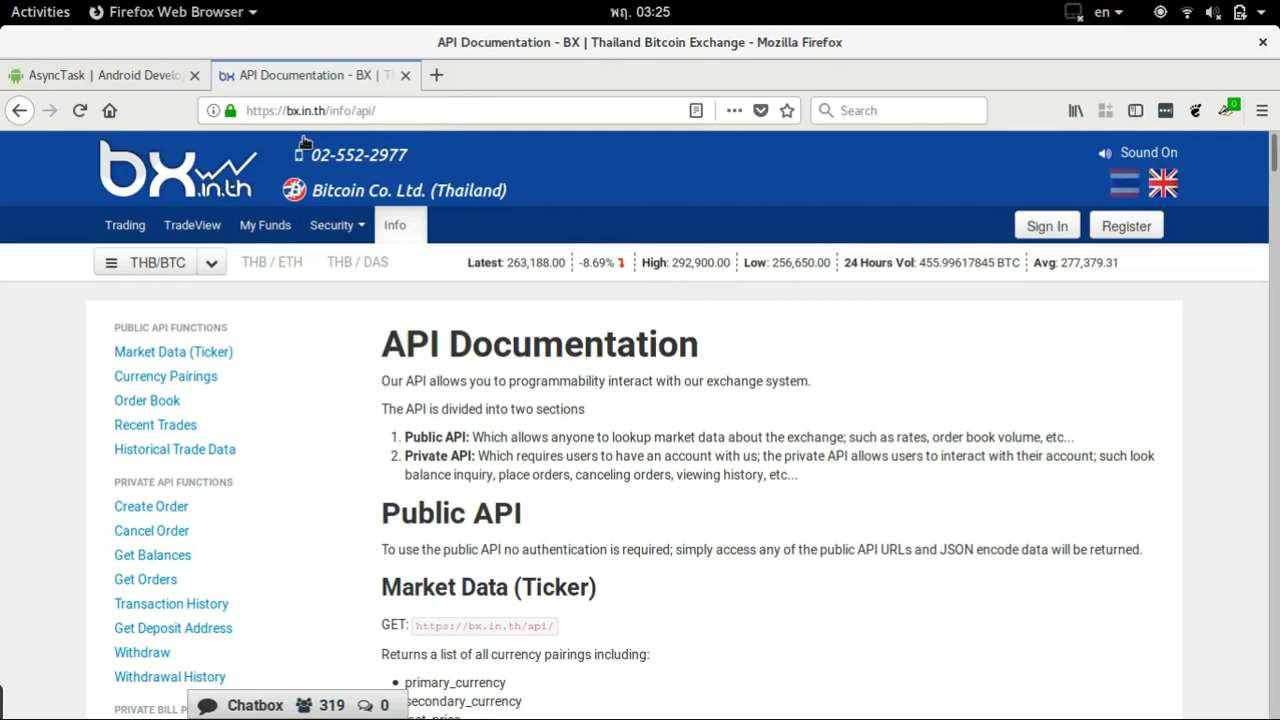 Activities Firefox Web Browser พฤ. 03:25 en
API Documentation - BX | Thailand Bitcoin Exchange - Mozilla Firefox
AsyncTask | Android Develo API Documentation - BX | T
https://bx.in.th/info/api/ Search 0
bx.in.th 02-552-2977 Sound On
Bitcoin Co. Ltd. (Thailand)
Trading TradeView My Funds Security Info Sign In Register
THB/BTC THB / ETH THB / DAS Latest: 263,188.00 -8.69% High: 292,900.00 Low: 256,650.00 24 Hours Vol: 455.99617845 BTC Avg: 277,379.31
PUBLIC API FUNCTIONS
Market Data (Ticker)
Currency Pairings
Order Book
Recent Trades
Historical Trade Data
PRIVATE API FUNCTIONS
Create Order
Cancel Order
Get Balances
Get Orders
Transaction History
Get Deposit Address
Withdraw
Withdrawal History
PRIVATE BILL P
API Documentation
Our API allows you to programmability interact with our exchange system.
The API is divided into two sections
1. Public API: Which allows anyone to lookup market data about the exchange; such as rates, order book volume, etc...
2. Private API: Which requires users to have an account with us; the private API allows users to interact with their account; such look
balance inquiry, place orders, canceling orders, viewing history, etc...
Public API
To use the public API no authentication is required; simply access any of the public API URLs and JSON encode data will be returned.
Market Data (Ticker)
GET: https://bx.in.th/api/
Returns a list of all currency pairings including:
• primary_currency
secondary_currency
Chatbox 319 0